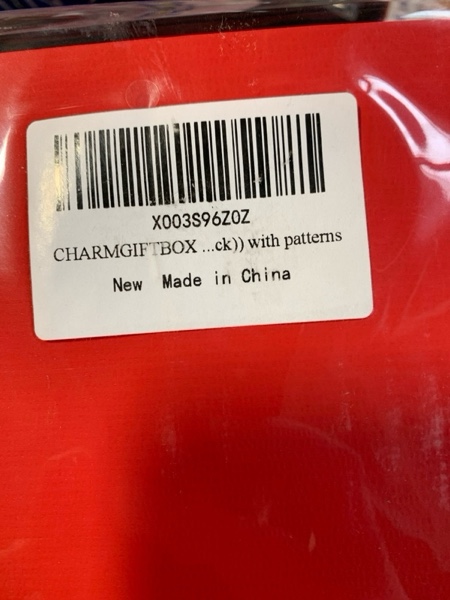 X003S96Z0Z
CHARMGIFTBOX ...ck)) with patterns
New Made in China